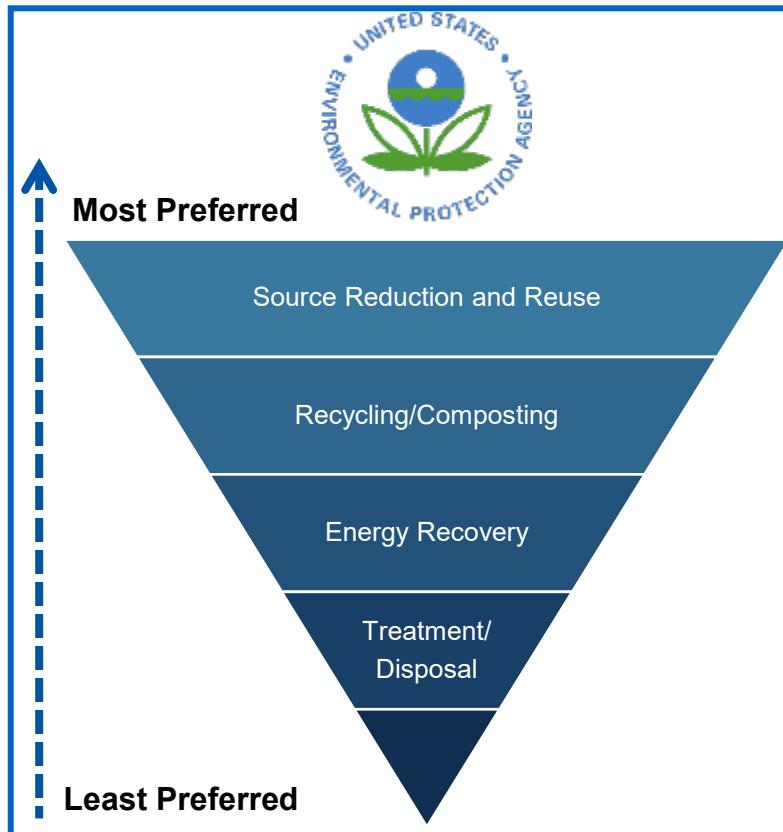 • UNITED STATES •
ENVIRONMENTAL PROTECTION AGENCY
Most Preferred
Source Reduction and Reuse
Recycling/Composting
Energy Recovery
Treatment/
Disposal
Least Preferred